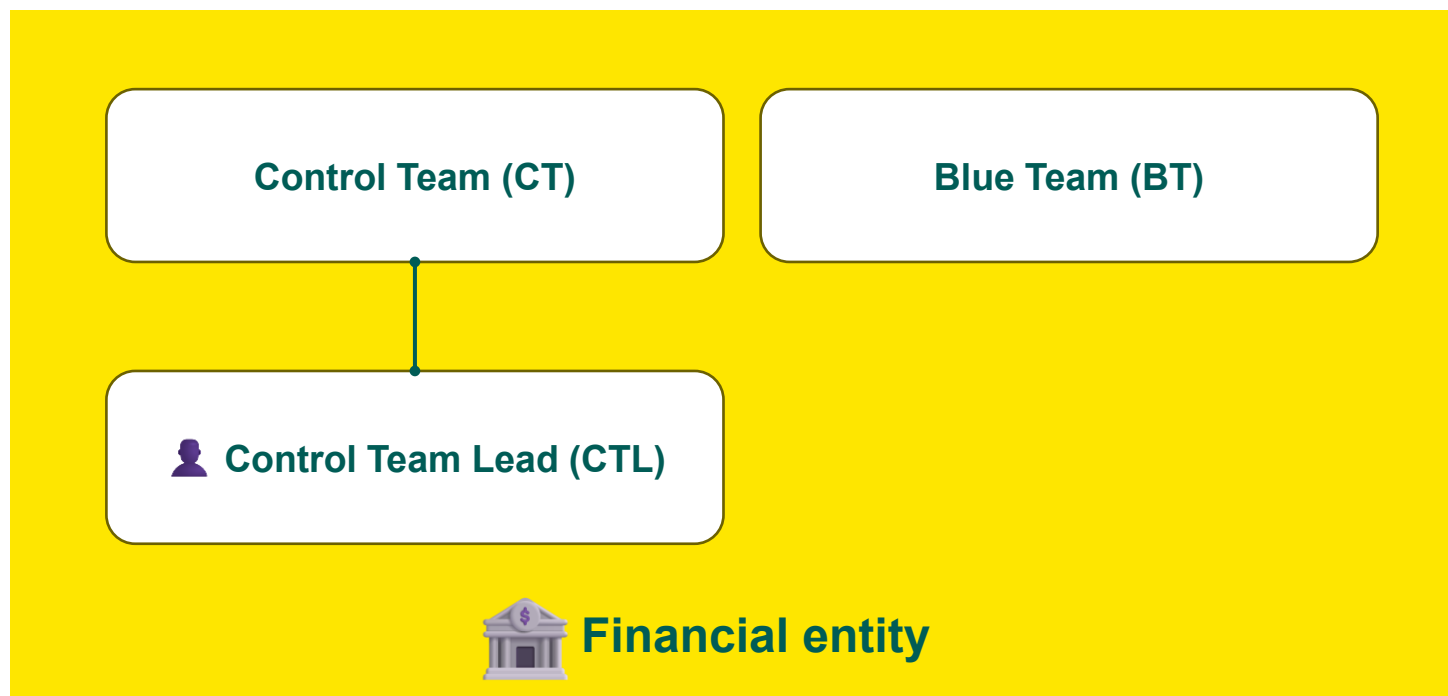 Control Team (CT)
Blue Team (BT)
Control Team Lead (CTL)
$
Financial entity